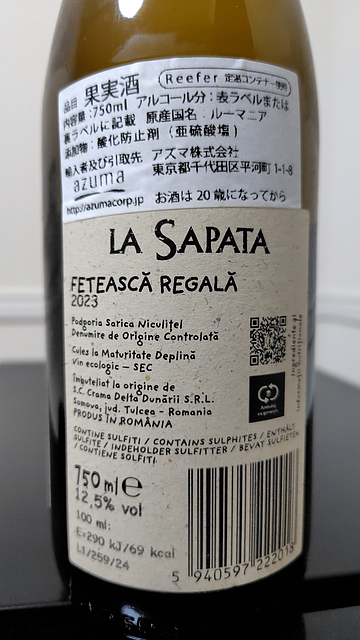 品目 果実酒 Reefer 定温コンテナー使用
内容量:750ml アルコール分:表ラベルまたは
裏ラベルに記載 原産国名:ルーマニア
添加物:酸化防止剤(亜硫酸塩)
輸入者及び引取先 アズマ株式会社
azuma 東京都千代田区平河町1-1-8
http://azumacorp.jp お酒は20歳になってから
LA SAPATA
FETEASCĂ REGALĂ
2023
Podgoria Sarica Niculițel
Denumire de Origine Controlată
Cules la Maturitate Deplină
Vin ecologic – SEC
Îmbuteliat la origine de
S.C. Crama Delta Dunării S.R.L.
Somova, jud. Tulcea - Romania
PRODUS ÎN ROMÂNIA
CONTINE SULFITI / CONTAINS SULPHITES / ENTHÄLT
SULFITE / INDEHOLDER SULFITTER / BEVAT SULFIETEN
/ CONTIENE SOLFITI
750 ml e
12,5% vol
100 ml:
E=290 kJ/69 kcal
L1/259/24
5 940597 222018